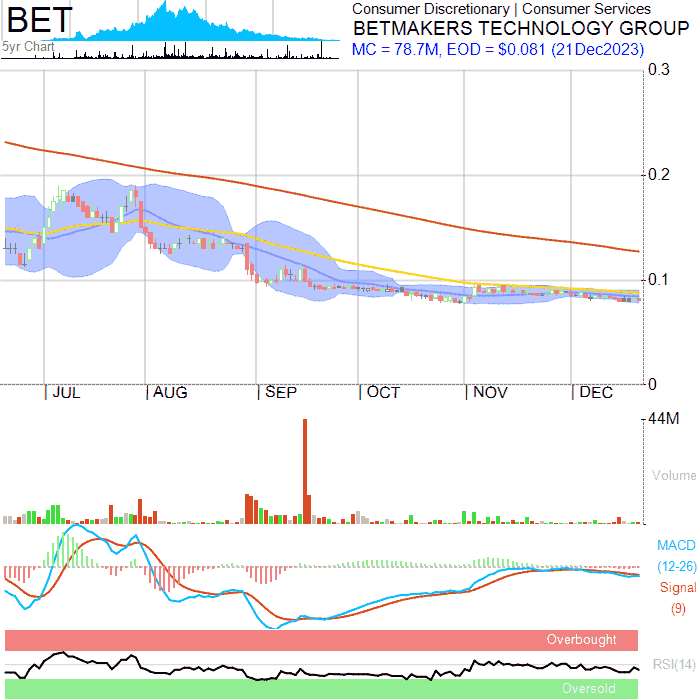 BET
5yr Chart
Consumer Discretionary | Consumer Services
BETMAKERS TECHNOLOGY GROUP
MC = 78.7M, EOD = $0.081 (21Dec2023)
0.3
0.2
0.1
0
JUL AUG SEP OCT NOV DEC
44M
Volume
MACD
(12-26)
Signal
(9)
Overbought
RSI(14)
Oversold